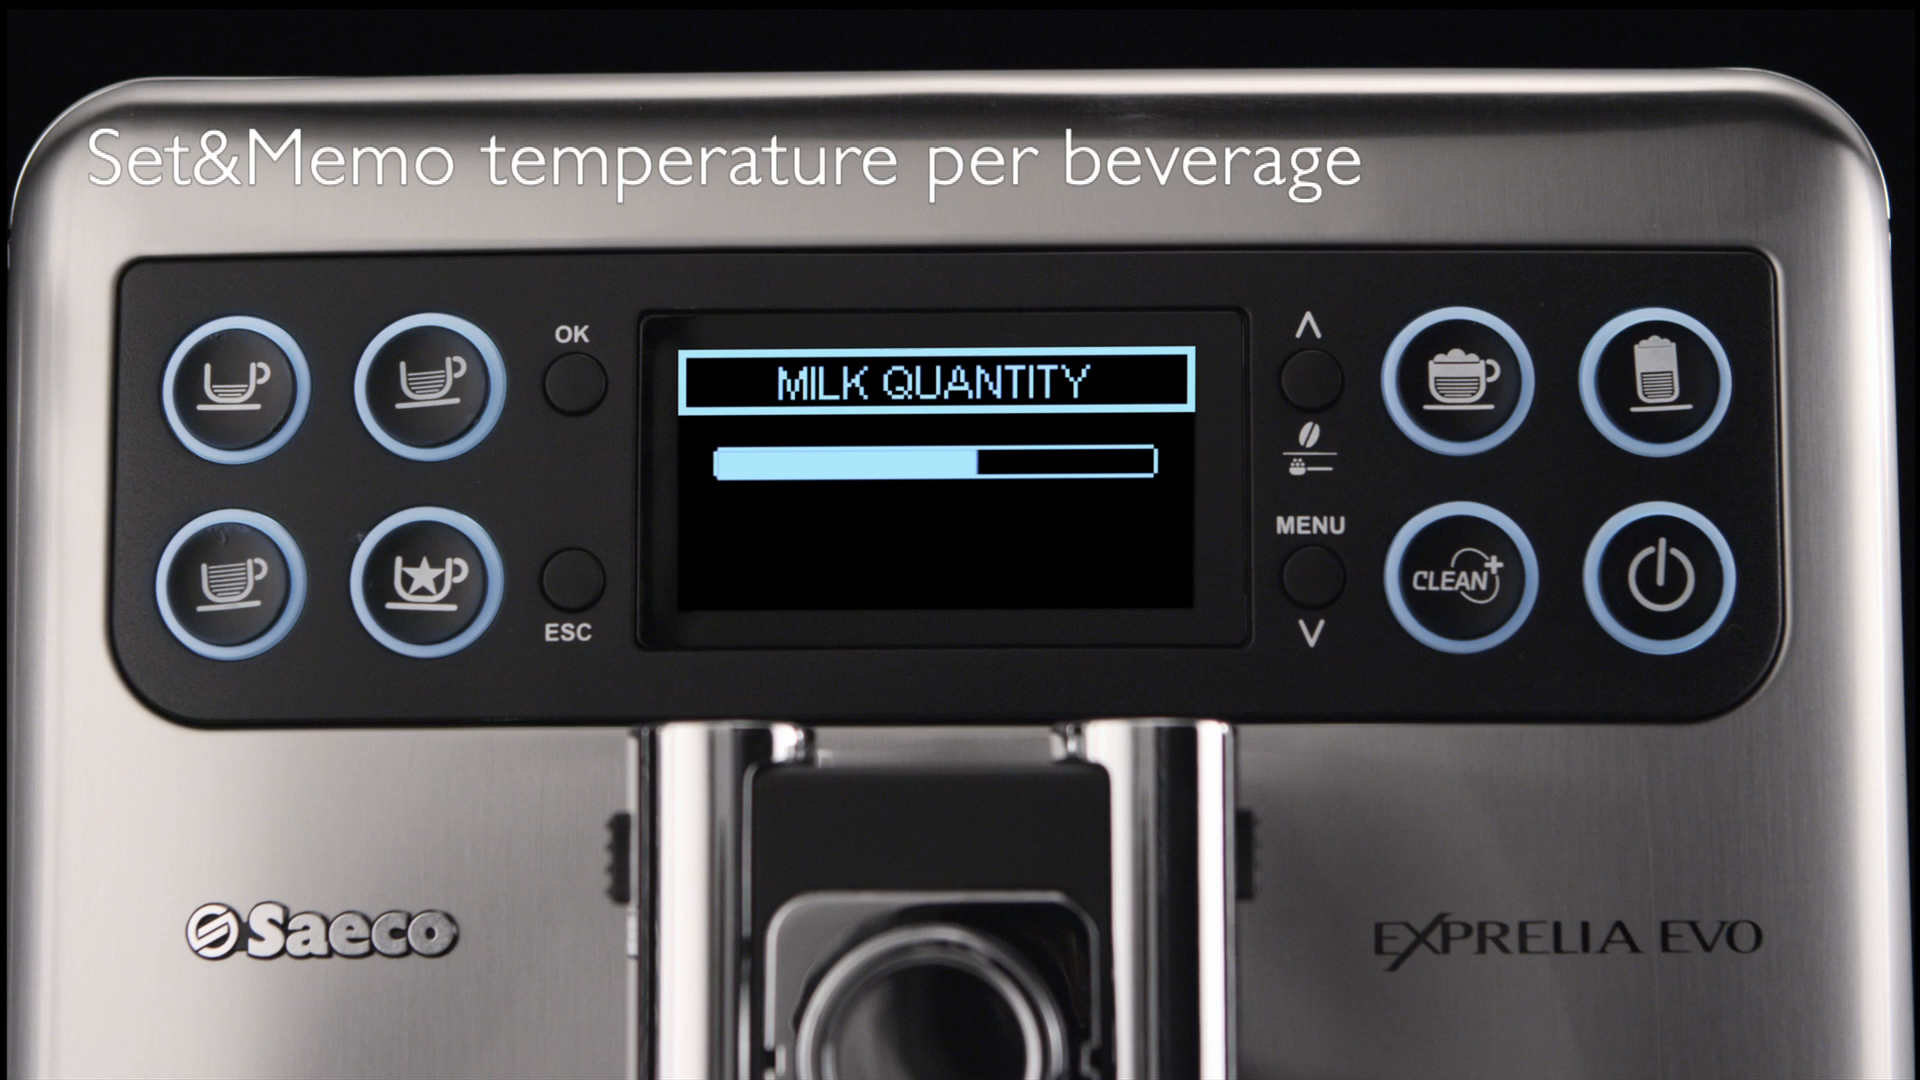 Set&Memo temperature per beverage
OK
MILK QUANTITY
MENU
ESC
CLEAN+
Saeco
EXPRELIA EVO